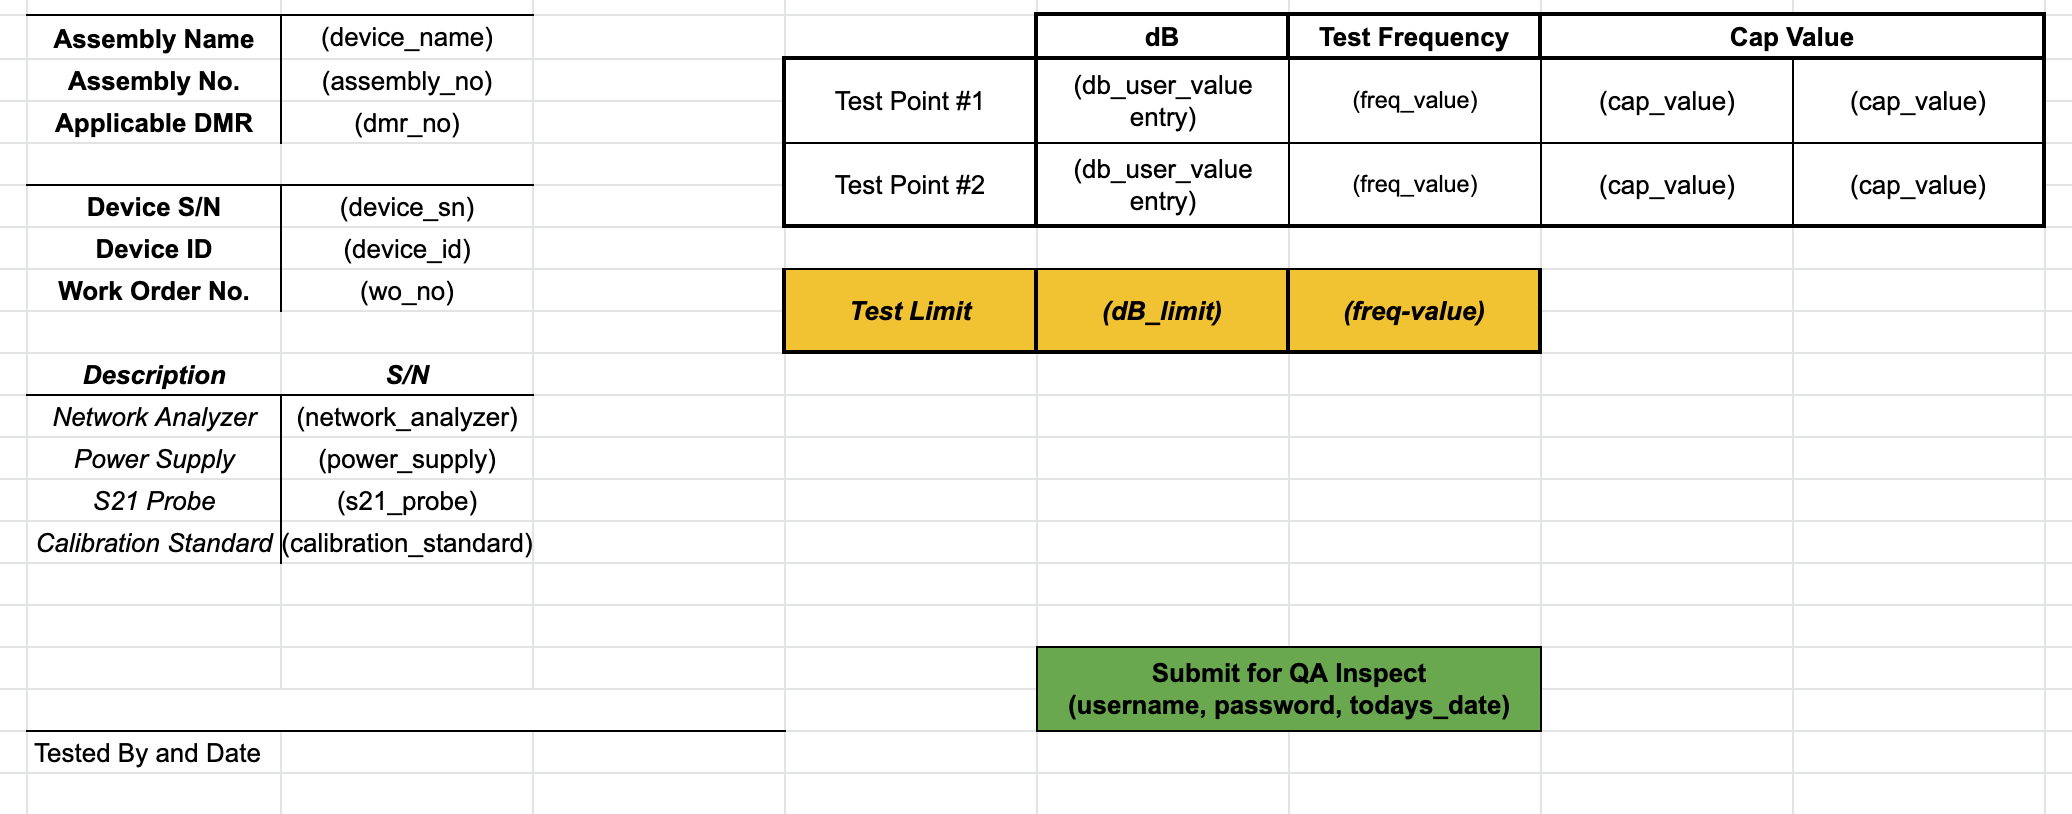 Assembly Name (device_name)
Assembly No. (assembly_no)
Applicable DMR (dmr_no)
Device S/N (device_sn)
Device ID (device_id)
Work Order No. (wo_no)
Description S/N
Network Analyzer (network_analyzer)
Power Supply (power_supply)
S21 Probe (s21_probe)
Calibration Standard (calibration_standard)
Tested By and Date
dB Test Frequency Cap Value
Test Point #1 (db_user_value entry) (freq_value) (cap_value) (cap_value)
Test Point #2 (db_user_value entry) (freq_value) (cap_value) (cap_value)
Test Limit (dB_limit) (freq-value)
Submit for QA Inspect
(username, password, todays_date)